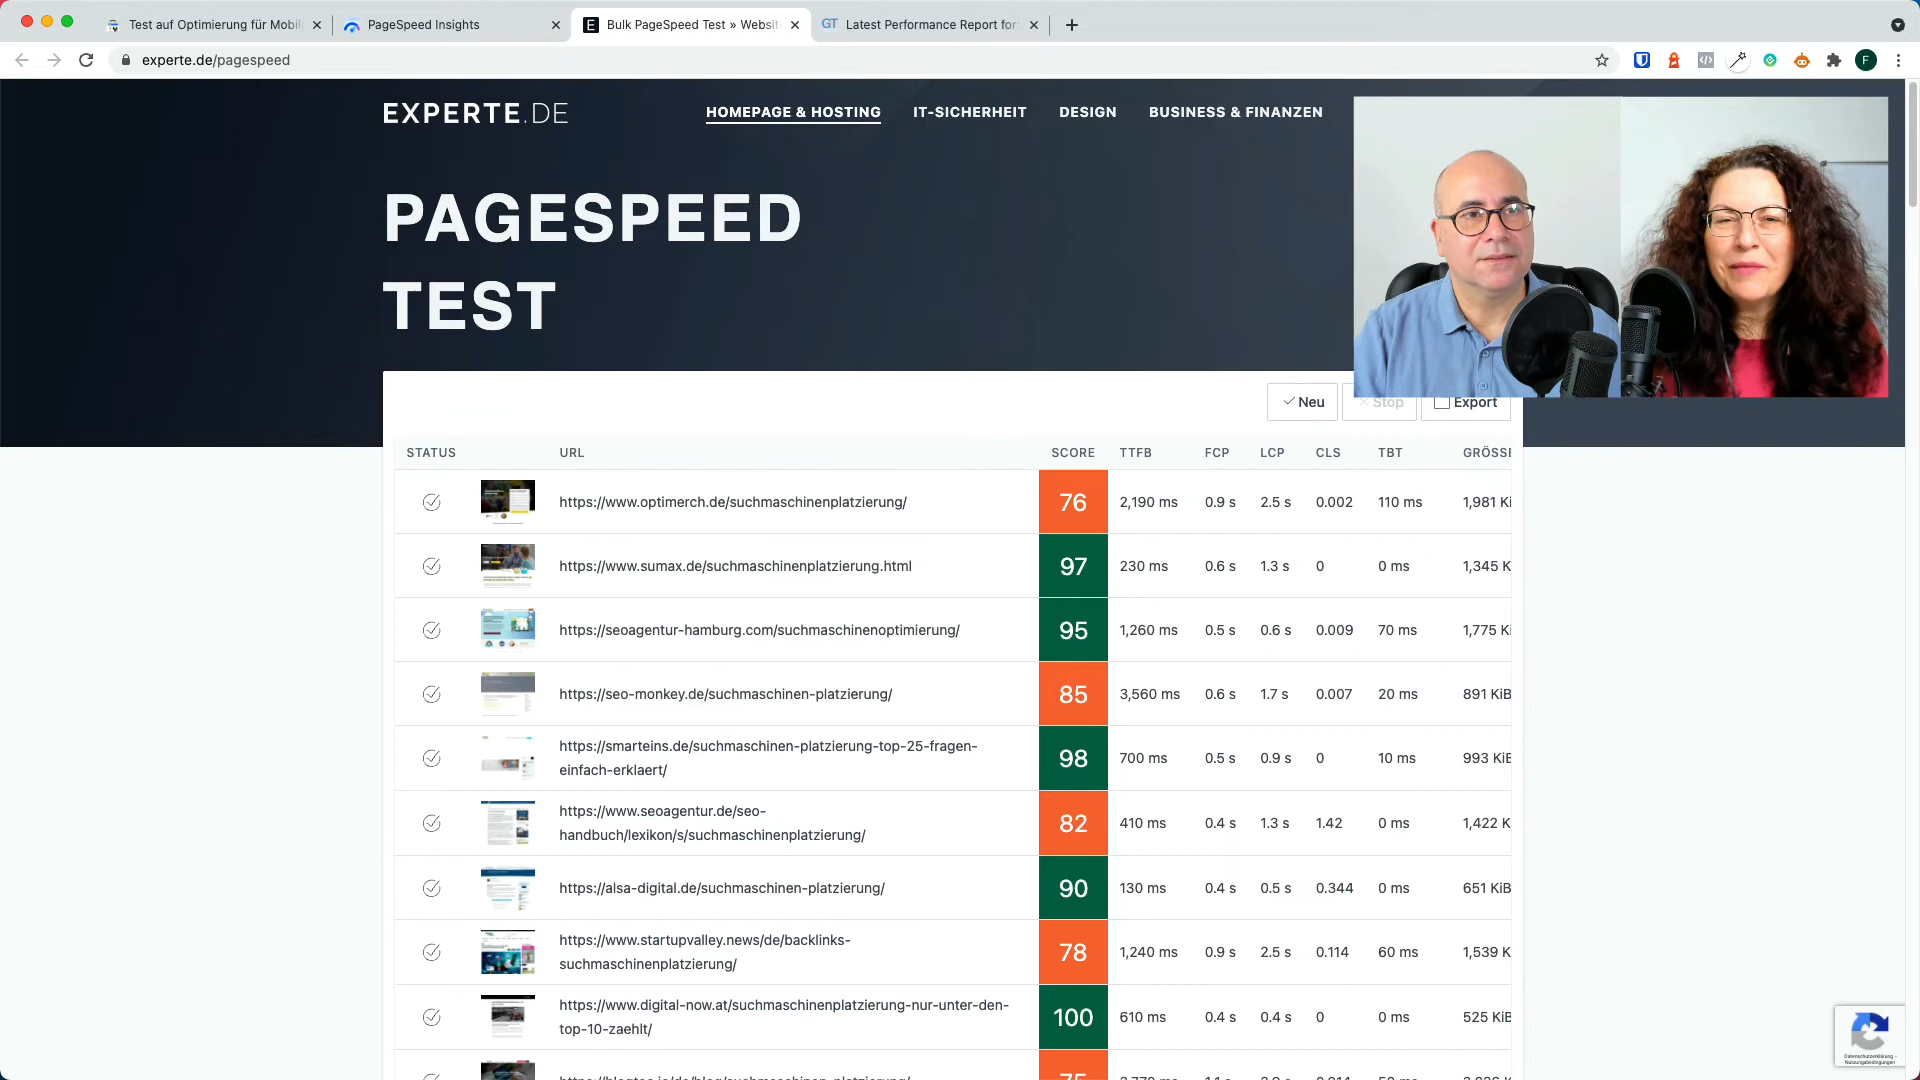 Test auf Optimierung für Mobil
PageSpeed Insights
Bulk PageSpeed Test » Websit
GT Latest Performance Report for
experte.de/pagespeed
F
EXPERTE.DE
HOMEPAGE & HOSTING
IT-SICHERHEIT
DESIGN
BUSINESS & FINANZEN
PAGESPEED
TEST
Neu
Stop
Export
STATUS URL SCORE TTFB FCP LCP CLS TBT GRÖSSE
https://www.optimerch.de/suchmaschinenplatzierung/ 76 2,190 ms 0.9 s 2.5 s 0.002 110 ms 1,981 Ki
https://www.sumax.de/suchmaschinenplatzierung.html 97 230 ms 0.6 s 1.3 s 0 0 ms 1,345 K
https://seoagentur-hamburg.com/suchmaschinenoptimierung/ 95 1,260 ms 0.5 s 0.6 s 0.009 70 ms 1,775 Ki
https://seo-monkey.de/suchmaschinen-platzierung/ 85 3,560 ms 0.6 s 1.7 s 0.007 20 ms 891 KiB
https://smarteins.de/suchmaschinen-platzierung-top-25-fragen-
einfach-erklaert/ 98 700 ms 0.5 s 0.9 s 0 10 ms 993 KiB
https://www.seoagentur.de/seo-
handbuch/lexikon/s/suchmaschinenplatzierung/ 82 410 ms 0.4 s 1.3 s 1.42 0 ms 1,422 K
https://alsa-digital.de/suchmaschinen-platzierung/ 90 130 ms 0.4 s 0.5 s 0.344 0 ms 651 KiB
https://www.startupvalley.news/de/backlinks-
suchmaschinenplatzierung/ 78 1,240 ms 0.9 s 2.5 s 0.114 60 ms 1,539 K
https://www.digital-now.at/suchmaschinenplatzierung-nur-unter-den-
top-10-zaehlt/ 100 610 ms 0.4 s 0.4 s 0 0 ms 525 KiB
Datenschutzerklärung -
Nutzungsbedingungen